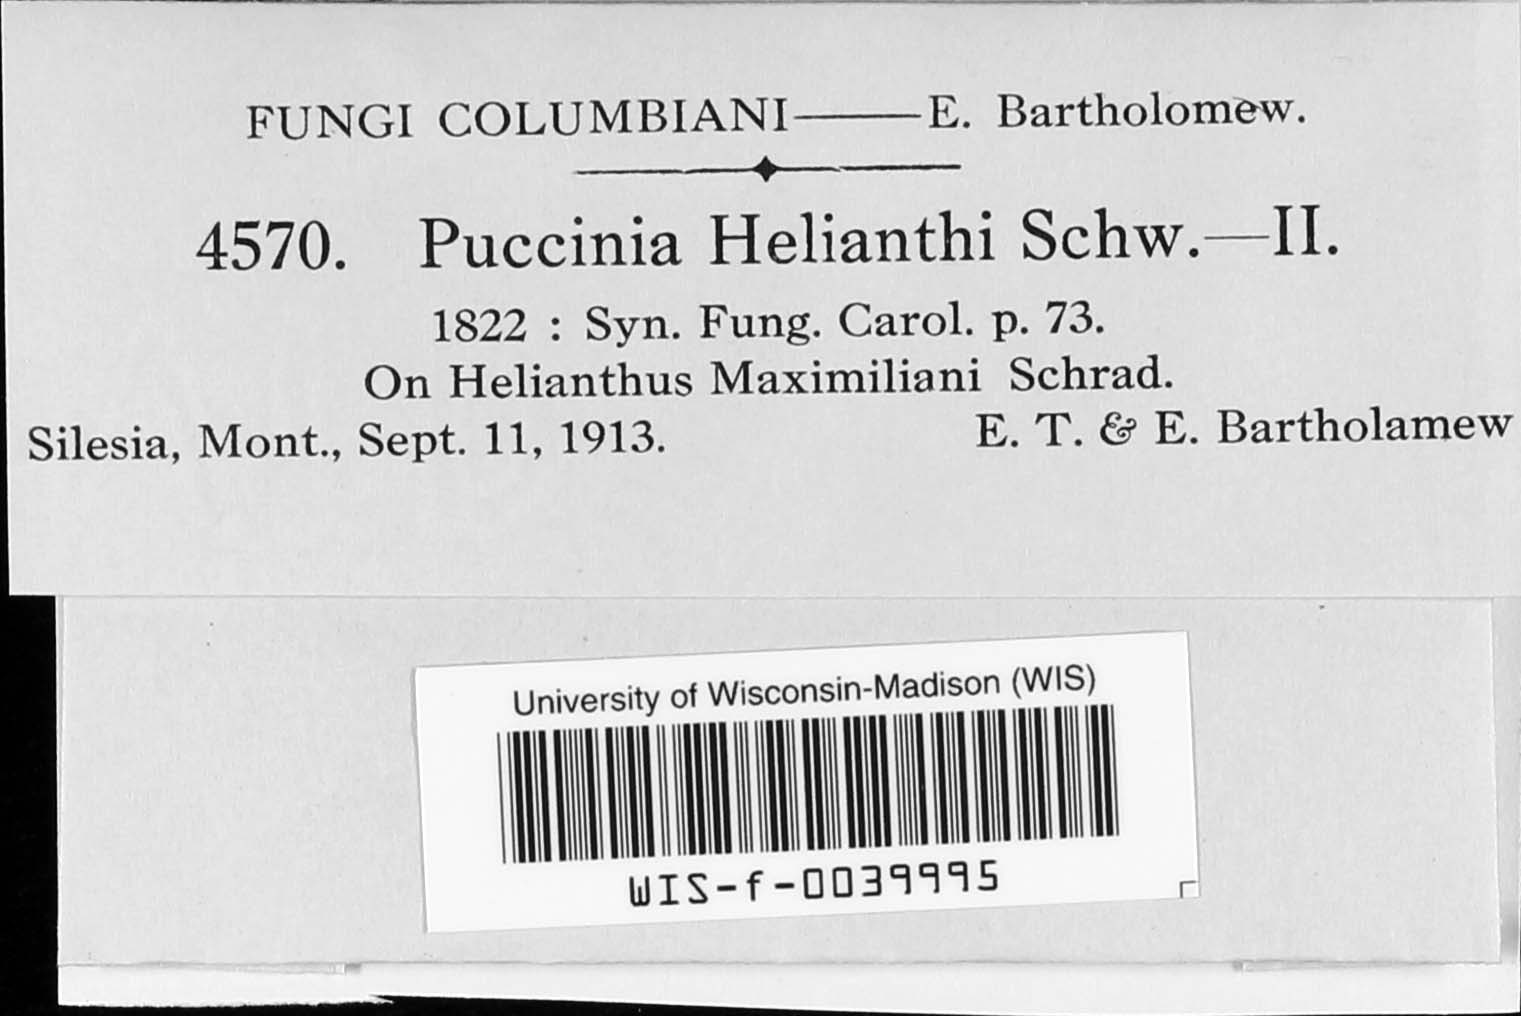 FUNGI COLUMBIANI——E. Bartholomew.
4570. Puccinia Helianthi Schw.—II.
1822 : Syn. Fung. Carol. p. 73.
On Helianthus Maximiliani Schrad.
Silesia, Mont., Sept. 11, 1913. E. T. & E. Bartholamew
University of Wisconsin-Madison (WIS)
WIS-f-0039995